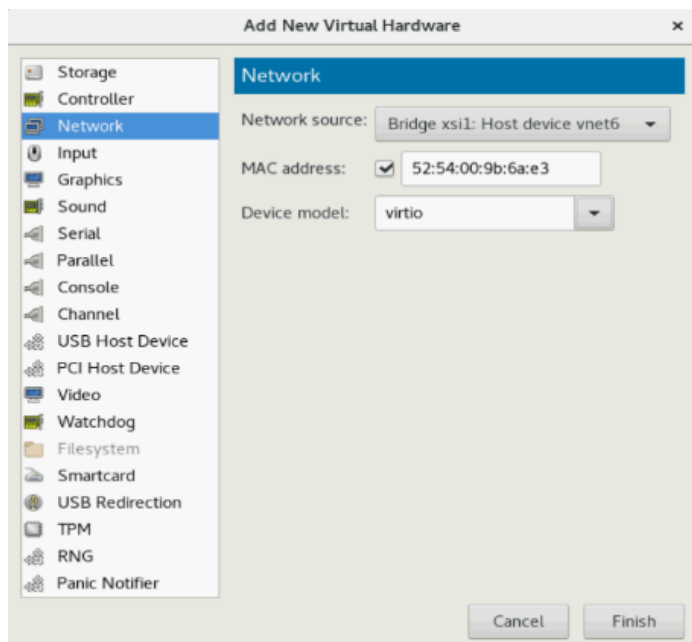 Add New Virtual Hardware
Storage
Controller
Network
Input
Graphics
Sound
Serial
Parallel
Console
Channel
USB Host Device
PCI Host Device
Video
Watchdog
Filesystem
Smartcard
USB Redirection
TPM
RNG
Panic Notifier
Network
Network source: Bridge xsi1: Host device vnet6
MAC address: 52:54:00:9b:6a:e3
Device model: virtio
Cancel Finish